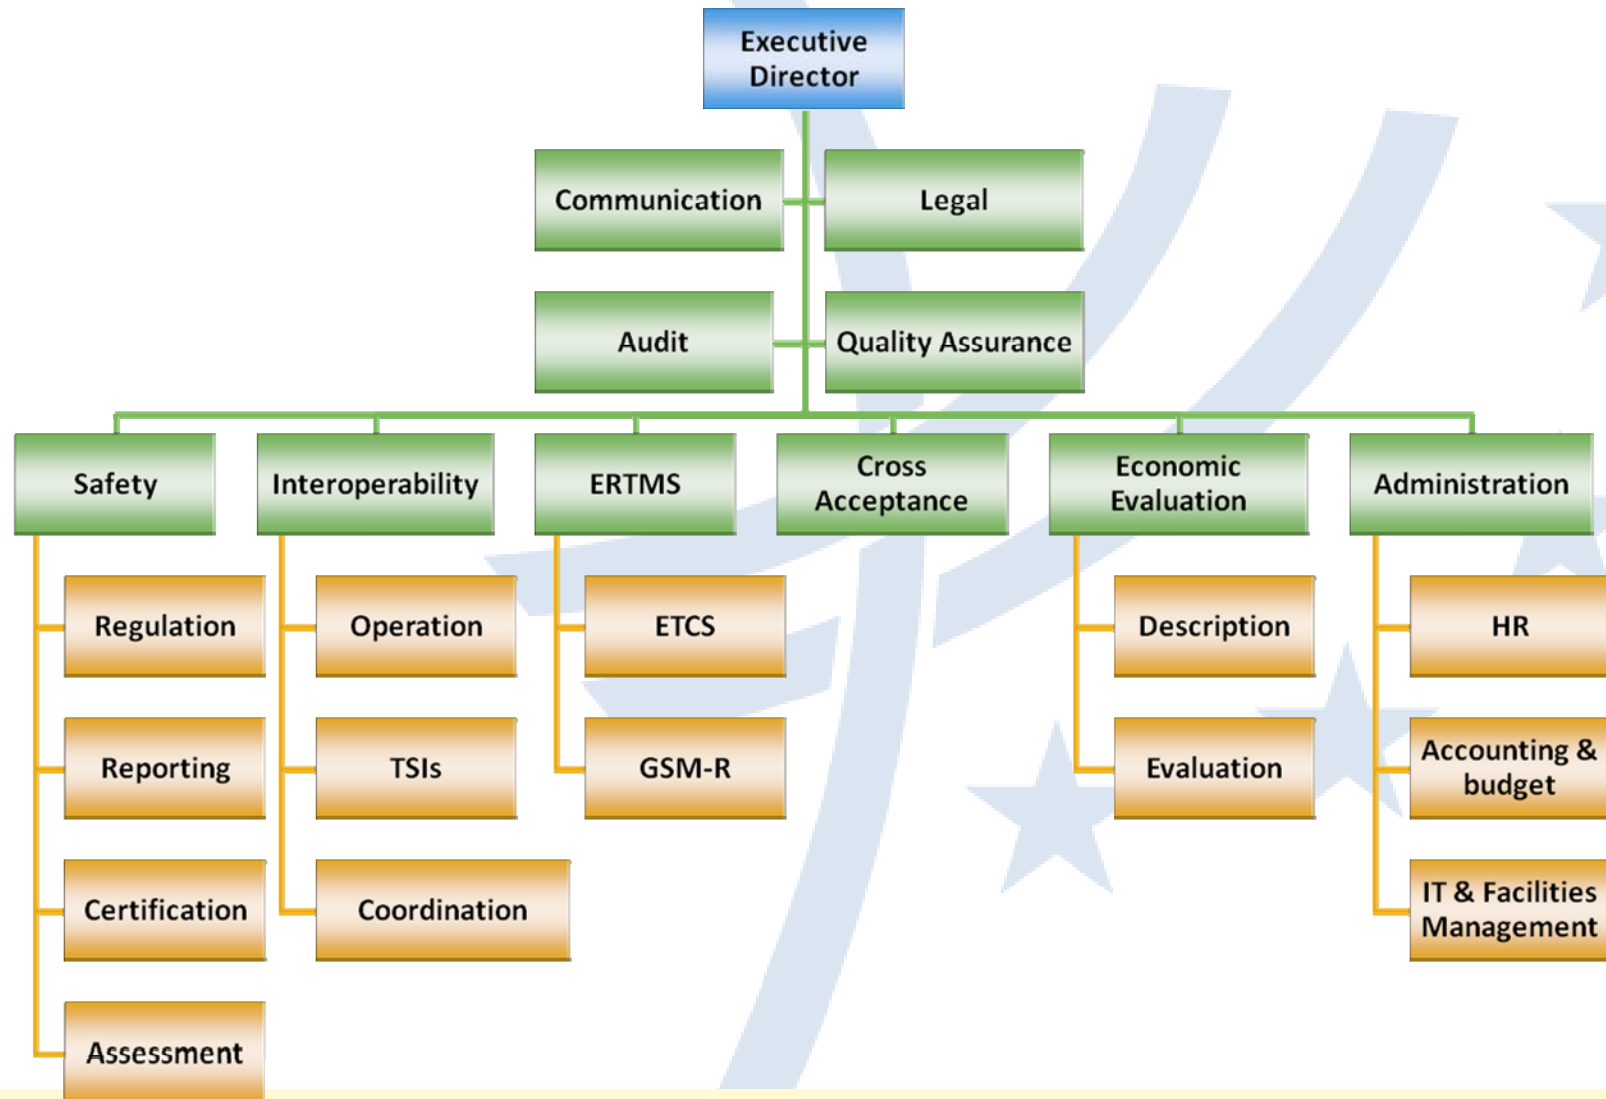 Executive
Director
Communication
Legal
Audit
Quality Assurance
Safety
Interoperability
ERTMS
Cross
Acceptance
Economic
Evaluation
Administration
Regulation
Operation
ETCS
Description
HR
Reporting
TSIs
GSM-R
Evaluation
Accounting &
budget
Certification
Coordination
IT & Facilities
Management
Assessment